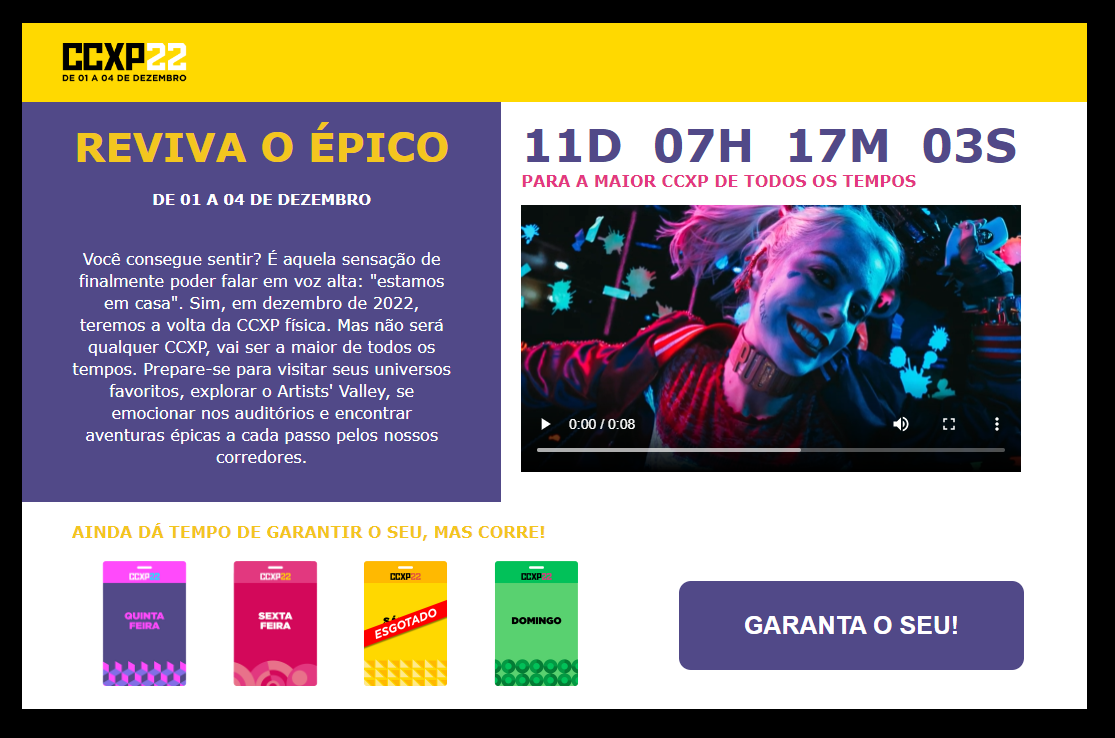 CCXP22
DE 01 A 04 DE DEZEMBRO
REVIVA O ÉPICO
DE 01 A 04 DE DEZEMBRO
Você consegue sentir? É aquela sensação de
finalmente poder falar em voz alta: "estamos
em casa". Sim, em dezembro de 2022,
teremos a volta da CCXP física. Mas não será
qualquer CCXP, vai ser a maior de todos os
tempos. Prepare-se para visitar seus universos
favoritos, explorar o Artists' Valley, se
emocionar nos auditórios e encontrar
aventuras épicas a cada passo pelos nossos
corredores.
11D 07H 17M 03S
PARA A MAIOR CCXP DE TODOS OS TEMPOS
0:00 / 0:08
AINDA DÁ TEMPO DE GARANTIR O SEU, MAS CORRE!
CCXP22
QUINTA
FEIRA
CCXP22
SEXTA
FEIRA
CCXP22
ESGOTADO
CCXP22
DOMINGO
GARANTA O SEU!